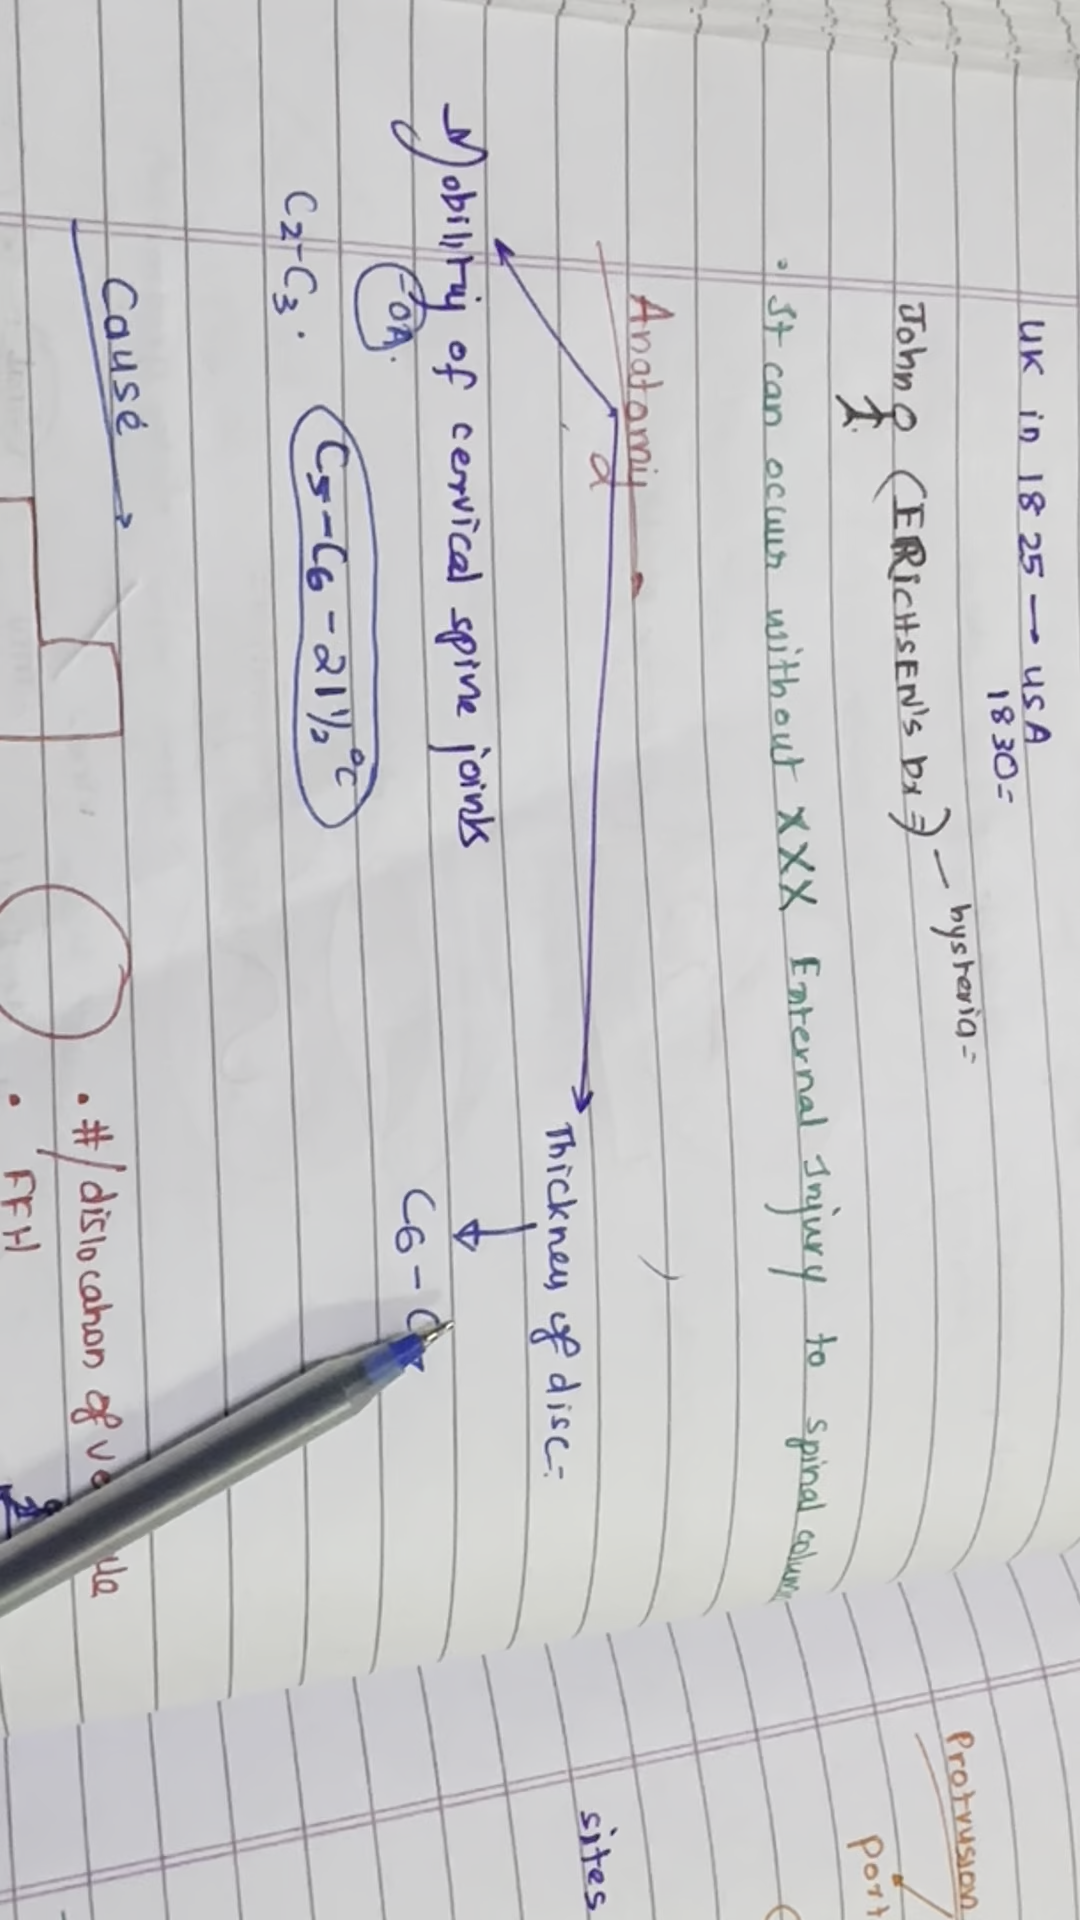 UK in 1825 → USA
1830 =
John (ERICHSEN's Dx =) — hysteria =
I.
• It can occur without XXX External Injury to spinal column
Anatomy
Thickness of disc.
Mobility of cervical spine joints
C6 -
- OA.
C2-C3. C5-C6 - 21½°C
Cause →
• #/dislocation of
• FFH
Protrusion
port
sites